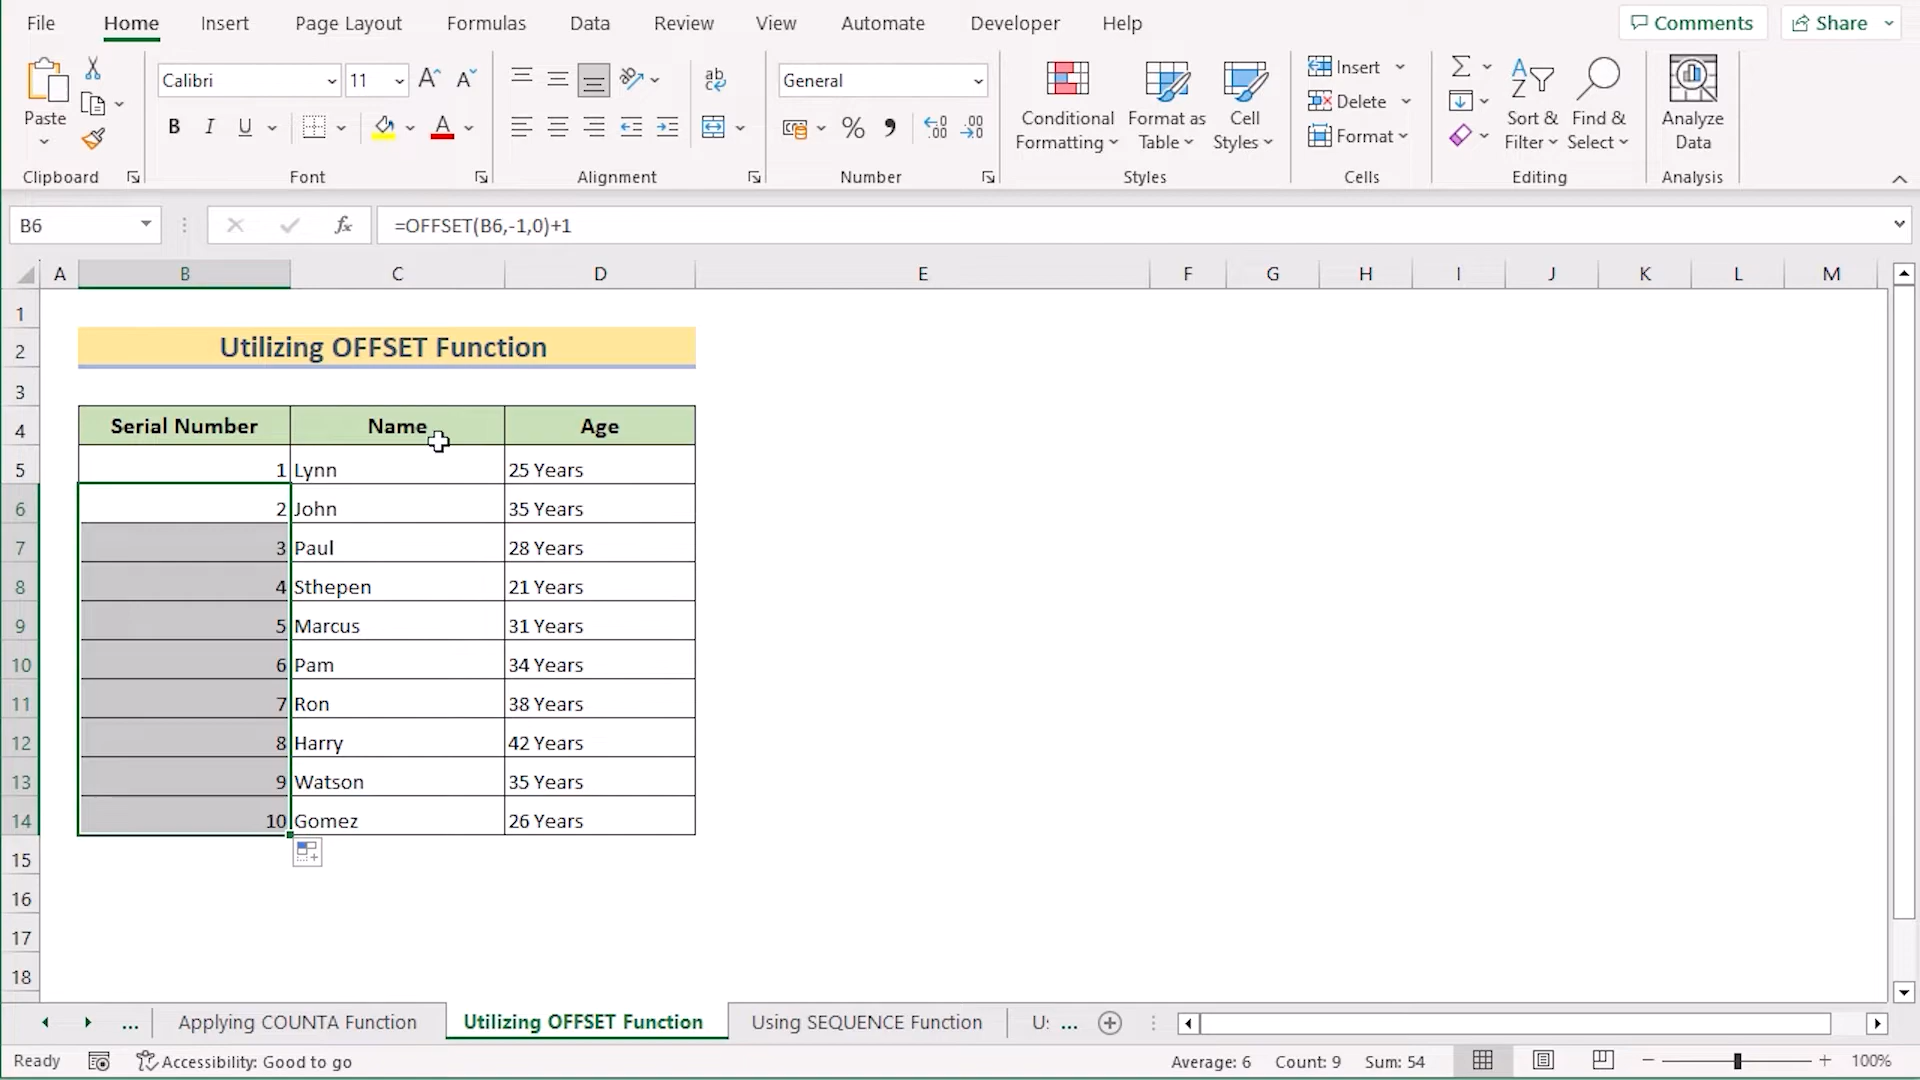 File Home Insert Page Layout Formulas Data Review View Automate Developer Help Comments Share
Paste
Clipboard
Calibri 11 A A
B I U A
Font
ab
Alignment
General
% 9 .00 .00
Number
Conditional Formatting
Format as Table
Cell Styles
Styles
Insert
Delete
Format
Cells
Sort & Filter
Find & Select
Editing
Analyze Data
Analysis
B6 fx =OFFSET(B6,-1,0)+1
A B C D E F G H I J K L M
1
2 Utilizing OFFSET Function
3
4 Serial Number Name Age
5 1 Lynn 25 Years
6 2 John 35 Years
7 3 Paul 28 Years
8 4 Sthepen 21 Years
9 5 Marcus 31 Years
10 6 Pam 34 Years
11 7 Ron 38 Years
12 8 Harry 42 Years
13 9 Watson 35 Years
14 10 Gomez 26 Years
15
16
17
18
... Applying COUNTA Function Utilizing OFFSET Function Using SEQUENCE Function U: ...
Ready Accessibility: Good to go Average: 6 Count: 9 Sum: 54 100%